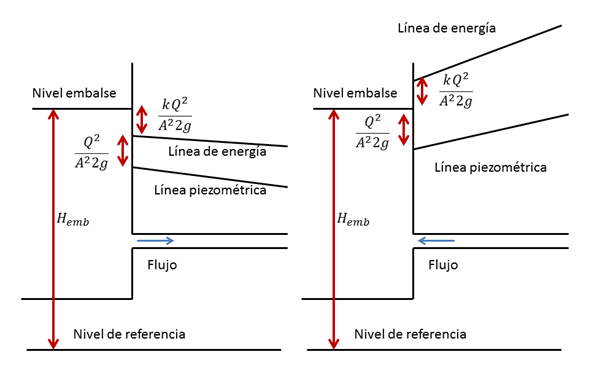 Nivel embalse
kQ²
A²2g
Q²
A²2g
Línea de energía
Línea piezométrica
H_emb
Flujo
Nivel de referencia
Línea de energía
Nivel embalse
kQ²
A²2g
Q²
A²2g
Línea piezométrica
H_emb
Flujo
Nivel de referencia